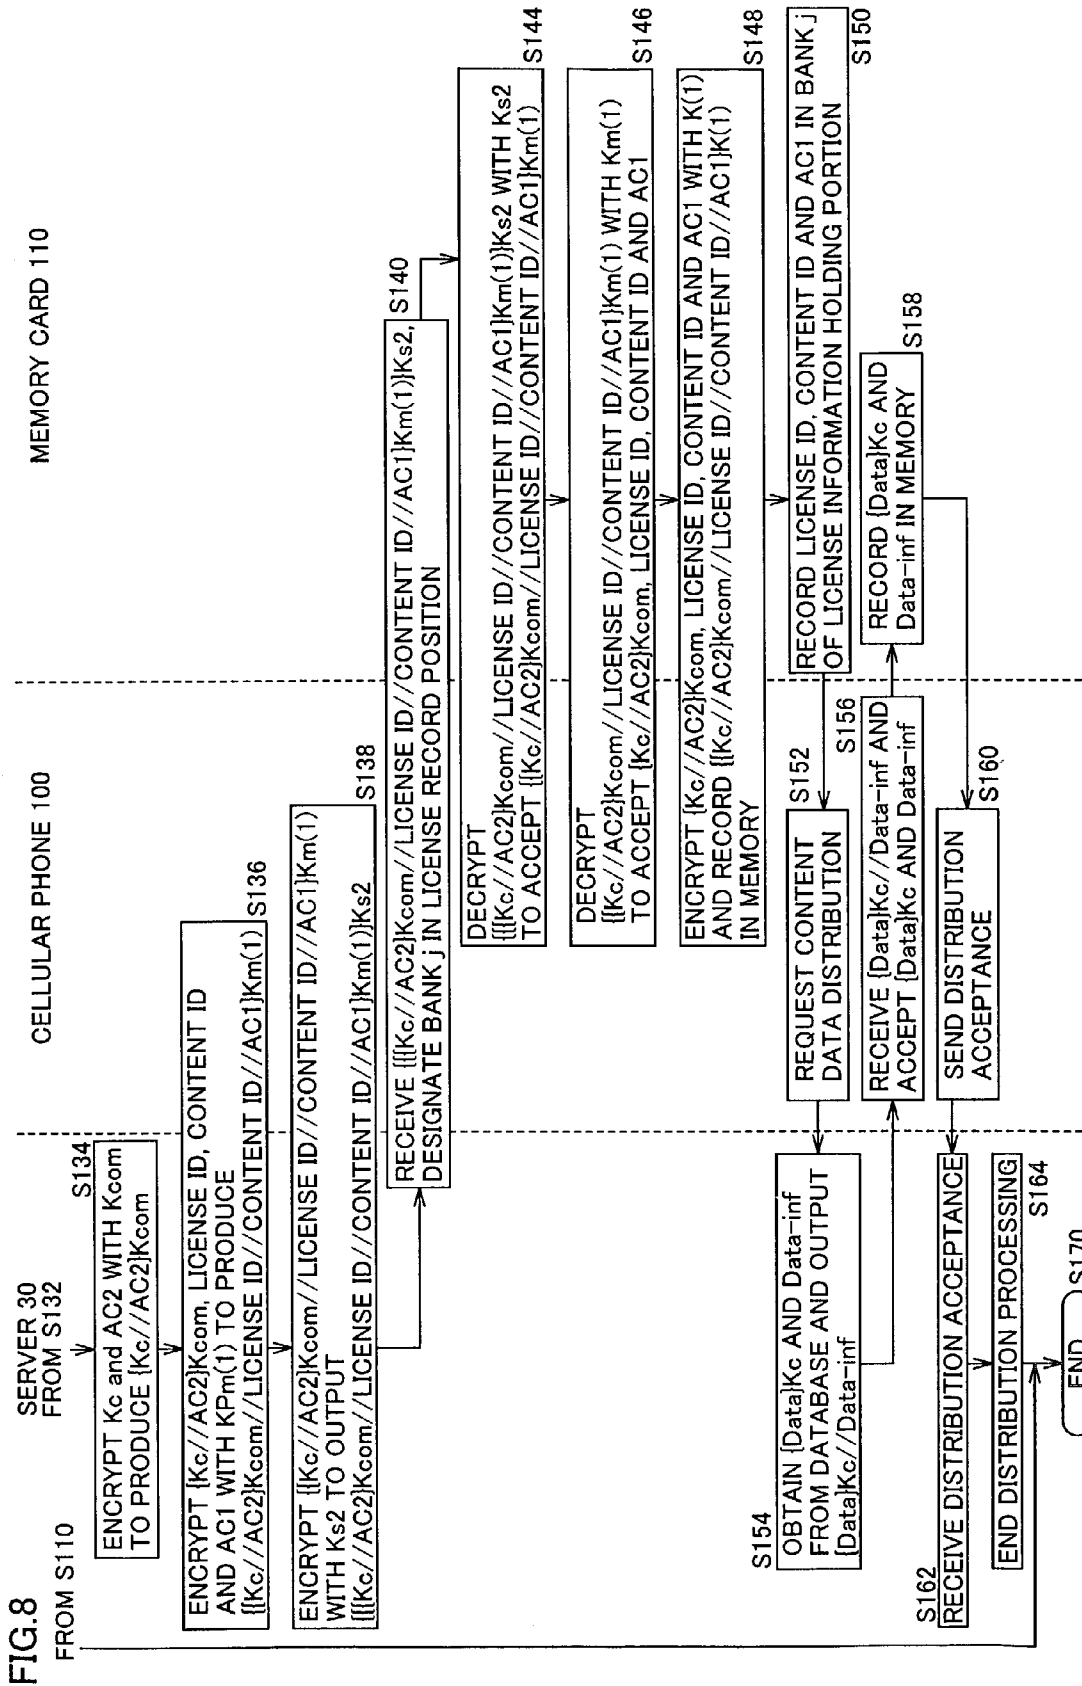 FIG.8
FROM S110
SERVER 30
FROM S132
CELLULAR PHONE 100
MEMORY CARD 110
S134
ENCRYPT Kc and AC2 WITH Kcom
TO PRODUCE {Kc//AC2}Kcom
S136
ENCRYPT {Kc//AC2}Kcom, LICENSE ID, CONTENT ID
AND AC1 WITH KPm(1) TO PRODUCE
{{Kc//AC2}Kcom//LICENSE ID//CONTENT ID//AC1}Km(1)
S138
ENCRYPT {{Kc//AC2}Kcom//LICENSE ID//CONTENT ID//AC1}Km(1)
WITH Ks2 TO OUTPUT
{{{Kc//AC2}Kcom//LICENSE ID//CONTENT ID//AC1}Km(1)}Ks2
S140
RECEIVE {{{Kc//AC2}Kcom//LICENSE ID//CONTENT ID//AC1}Km(1)}Ks2,
DESIGNATE BANK j IN LICENSE RECORD POSITION
S144
DECRYPT
{{{Kc//AC2}Kcom//LICENSE ID//CONTENT ID//AC1}Km(1)}Ks2 WITH Ks2
TO ACCEPT {{Kc//AC2}Kcom//LICENSE ID//CONTENT ID//AC1}Km(1)
S146
DECRYPT
{{Kc//AC2}Kcom//LICENSE ID//CONTENT ID//AC1}Km(1) WITH Km(1)
TO ACCEPT {Kc//AC2}Kcom, LICENSE ID, CONTENT ID AND AC1
S148
ENCRYPT {Kc//AC2}Kcom, LICENSE ID, CONTENT ID AND AC1 WITH K(1)
AND RECORD {{Kc//AC2}Kcom//LICENSE ID//CONTENT ID//AC1}K(1)
IN MEMORY
S150
RECORD LICENSE ID, CONTENT ID AND AC1 IN BANK j
OF LICENSE INFORMATION HOLDING PORTION
S152
REQUEST CONTENT
DATA DISTRIBUTION
S154
OBTAIN {Data}Kc AND Data-inf
FROM DATABASE AND OUTPUT
{Data}Kc//Data-inf
S156
RECEIVE {Data}Kc//Data-inf AND
ACCEPT {Data}Kc AND Data-inf
S158
RECORD {Data}Kc AND
Data-inf IN MEMORY
S160
SEND DISTRIBUTION
ACCEPTANCE
S162
RECEIVE DISTRIBUTION ACCEPTANCE
S164
END DISTRIBUTION PROCESSING
S170
END